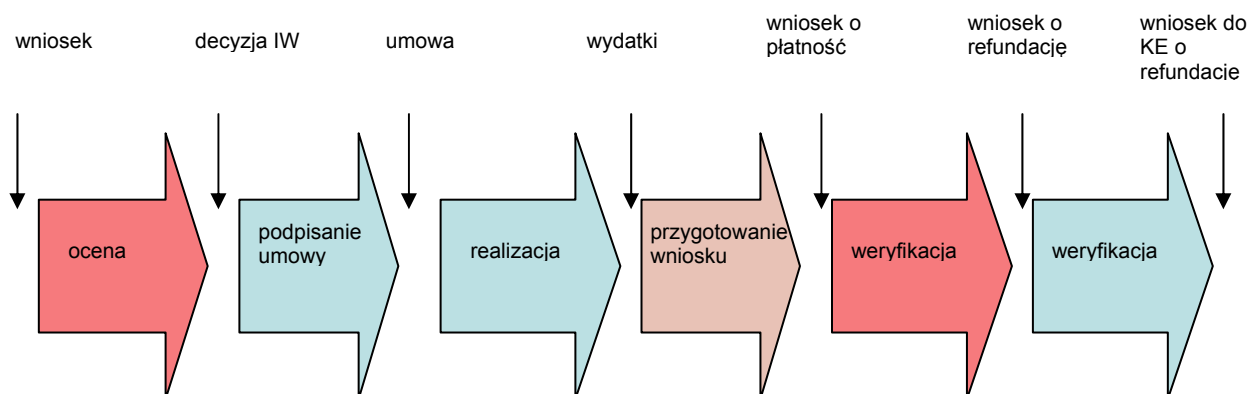 wniosek
decyzja IW
umowa
wydatki
wniosek o
płatność
wniosek o
refundację
wniosek do
KE o
refundacje
ocena
podpisanie
umowy
realizacja
przygotowanie
wniosku
weryfikacja
weryfikacja